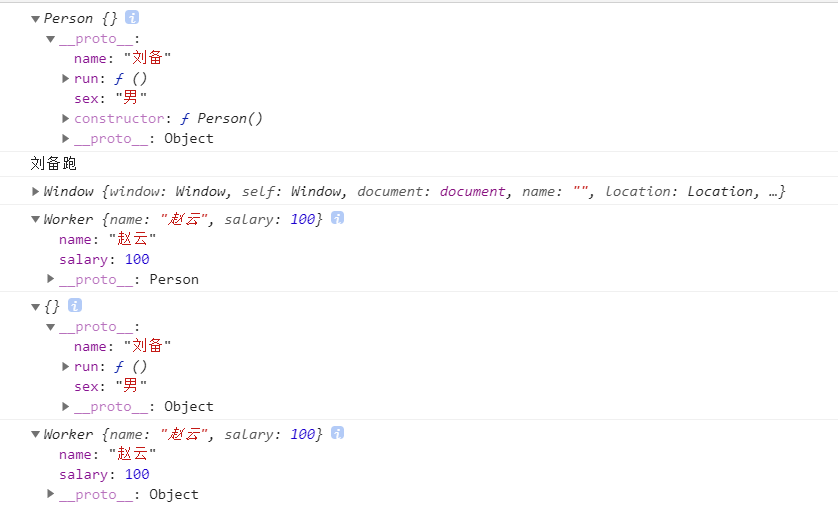 Person {} i
__proto__:
name: "刘备"
run: ƒ ()
sex: "男"
constructor: ƒ Person()
__proto__: Object
刘备跑
Window {window: Window, self: Window, document: document, name: "", location: Location, …}
Worker {name: "赵云", salary: 100} i
name: "赵云"
salary: 100
__proto__: Person
{} i
__proto__:
name: "刘备"
run: ƒ ()
sex: "男"
__proto__: Object
Worker {name: "赵云", salary: 100} i
name: "赵云"
salary: 100
__proto__: Object